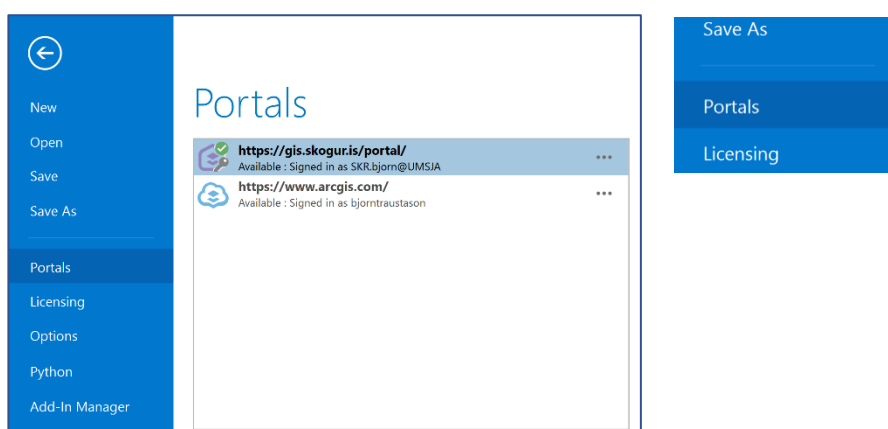 New
Open
Save
Save As
Portals
Licensing
Options
Python
Add-In Manager
Portals
https://gis.skogur.is/portal/
Available : Signed in as SKR.bjorn@UMSJA
https://www.arcgis.com/
Available : Signed in as bjorntraustason
Save As
Portals
Licensing